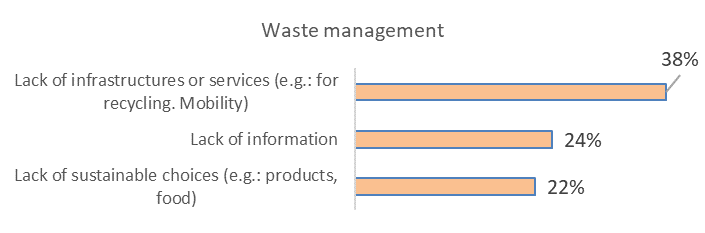 Waste management
38%
Lack of infrastructures or services (e.g.: for
recycling. Mobility)
Lack of information
24%
Lack of sustainable choices (e.g.: products,
food)
22%